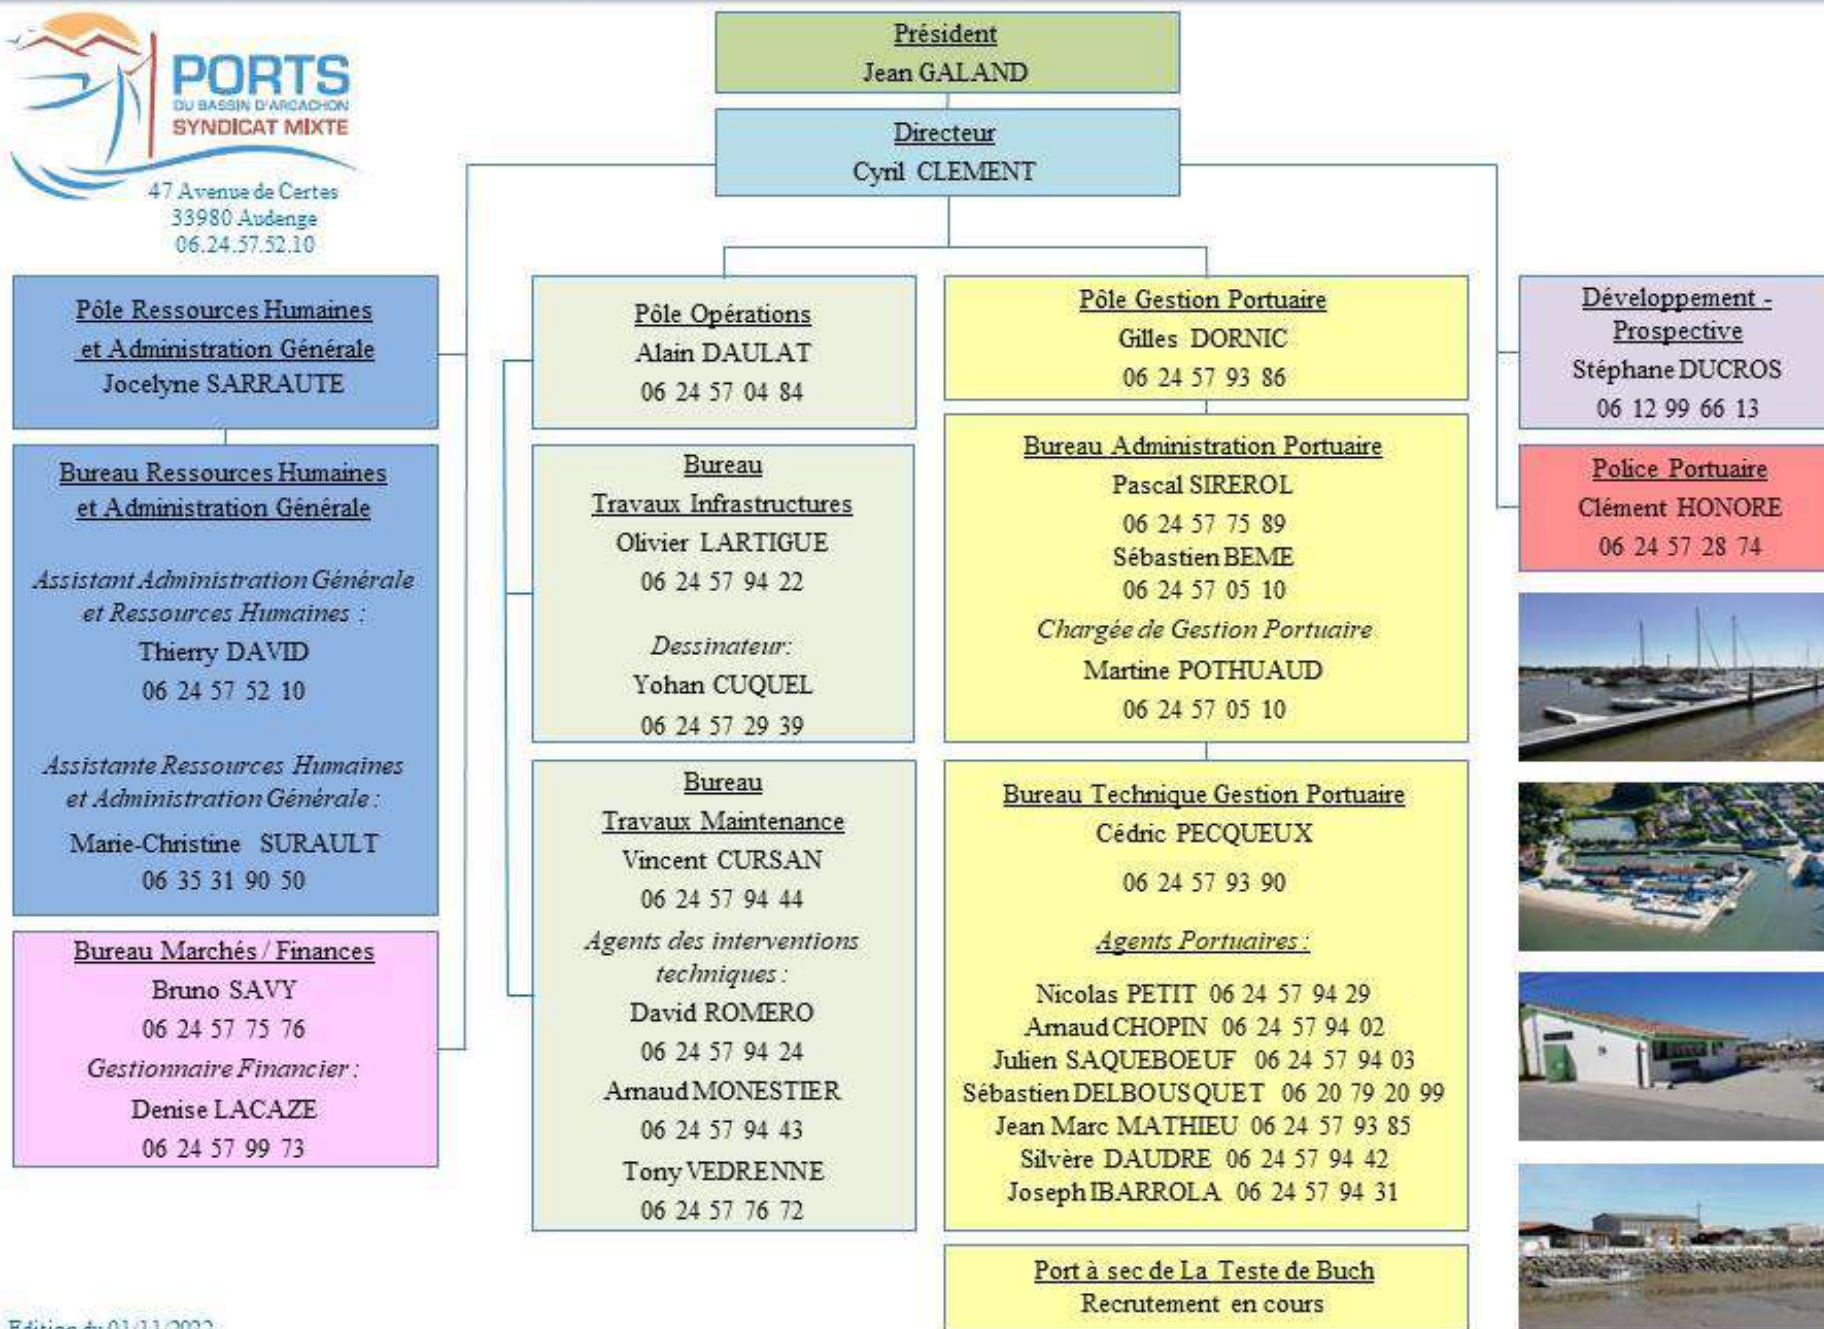 PORTS
DU BASSIN D'ARCACHON
SYNDICAT MIXTE
47 Avenue de Certes
33980 Audenge
06.24.57.52.10
Président
Jean GALAND
Directeur
Cyril CLEMENT
Pôle Ressources Humaines
et Administration Générale
Jocelyne SARRAUTE
Bureau Ressources Humaines
et Administration Générale
Assistant Administration Générale
et Ressources Humaines :
Thierry DAVID
06 24 57 52 10
Assistante Ressources Humaines
et Administration Générale :
Marie-Christine SURAULT
06 35 31 90 50
Bureau Marchés / Finances
Bruno SAVY
06 24 57 75 76
Gestionnaire Financier :
Denise LACAZE
06 24 57 99 73
Pôle Opérations
Alain DAULAT
06 24 57 04 84
Bureau
Travaux Infrastructures
Olivier LARTIGUE
06 24 57 94 22
Dessinateur:
Yohan CUQUEL
06 24 57 29 39
Bureau
Travaux Maintenance
Vincent CURSAN
06 24 57 94 44
Agents des interventions
techniques :
David ROMERO
06 24 57 94 24
Arnaud MONESTIER
06 24 57 94 43
Tony VEDRENNE
06 24 57 76 72
Pôle Gestion Portuaire
Gilles DORNIC
06 24 57 93 86
Bureau Administration Portuaire
Pascal SIREROL
06 24 57 75 89
Sébastien BEME
06 24 57 05 10
Chargée de Gestion Portuaire
Martine POTHUAUD
06 24 57 05 10
Bureau Technique Gestion Portuaire
Cédric PECQUEUX
06 24 57 93 90
Agents Portuaires :
Nicolas PETIT 06 24 57 94 29
Arnaud CHOPIN 06 24 57 94 02
Julien SAQUEBOEUF 06 24 57 94 03
Sébastien DELBOUSQUET 06 20 79 20 99
Jean Marc MATHIEU 06 24 57 93 85
Silvère DAUDRE 06 24 57 94 42
Joseph IBARROLA 06 24 57 94 31
Port à sec de La Teste de Buch
Recrutement en cours
Développement -
Prospective
Stéphane DUCROS
06 12 99 66 13
Police Portuaire
Clément HONORE
06 24 57 28 74
Edition du